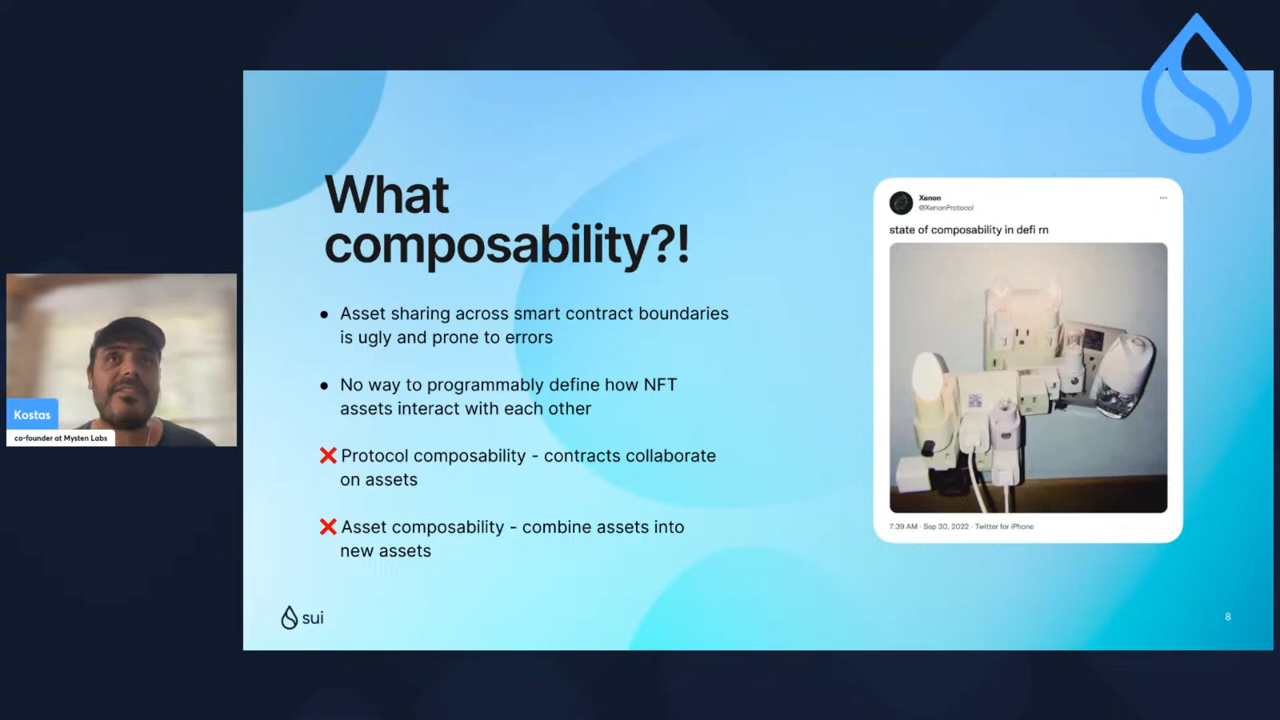 What
composability?!
● Asset sharing across smart contract boundaries
is ugly and prone to errors
● No way to programmably define how NFT
assets interact with each other
❌ Protocol composability - contracts collaborate
on assets
❌ Asset composability - combine assets into
new assets
Xenon
@XenonProtocol
state of composability in defi rn
7:39 AM · Sep 30, 2022 · Twitter for iPhone
Kostas
co-founder at Mysten Labs
sui
8